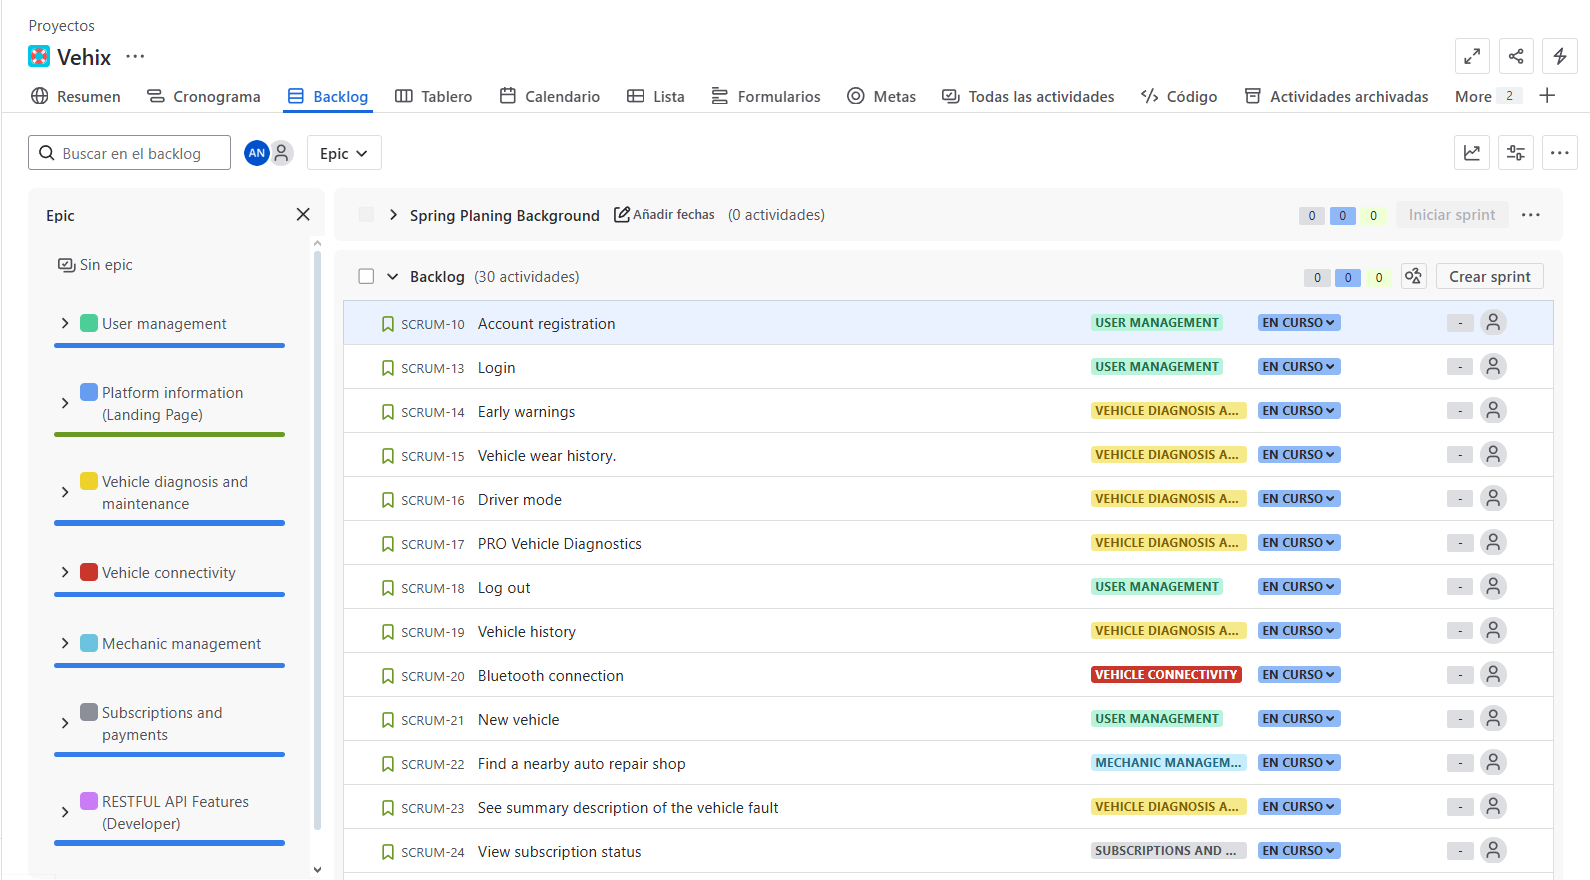 Proyectos
Vehix
Resumen Cronograma Backlog Tablero Calendario Lista Formularios Metas Todas las actividades Código Actividades archivadas More 2
Buscar en el backlog AN Epic
Epic
Sin epic
User management
Platform information
(Landing Page)
Vehicle diagnosis and
maintenance
Vehicle connectivity
Mechanic management
Subscriptions and
payments
RESTFUL API Features
(Developer)
Spring Planing Background Añadir fechas (0 actividades) 0 0 0 Iniciar sprint
Backlog (30 actividades) 0 0 0 Crear sprint
SCRUM-10 Account registration USER MANAGEMENT EN CURSO -
SCRUM-13 Login USER MANAGEMENT EN CURSO -
SCRUM-14 Early warnings VEHICLE DIAGNOSIS A... EN CURSO -
SCRUM-15 Vehicle wear history. VEHICLE DIAGNOSIS A... EN CURSO -
SCRUM-16 Driver mode VEHICLE DIAGNOSIS A... EN CURSO -
SCRUM-17 PRO Vehicle Diagnostics VEHICLE DIAGNOSIS A... EN CURSO -
SCRUM-18 Log out USER MANAGEMENT EN CURSO -
SCRUM-19 Vehicle history VEHICLE DIAGNOSIS A... EN CURSO -
SCRUM-20 Bluetooth connection VEHICLE CONNECTIVITY EN CURSO -
SCRUM-21 New vehicle USER MANAGEMENT EN CURSO -
SCRUM-22 Find a nearby auto repair shop MECHANIC MANAGEM... EN CURSO -
SCRUM-23 See summary description of the vehicle fault VEHICLE DIAGNOSIS A... EN CURSO -
SCRUM-24 View subscription status SUBSCRIPTIONS AND ... EN CURSO -